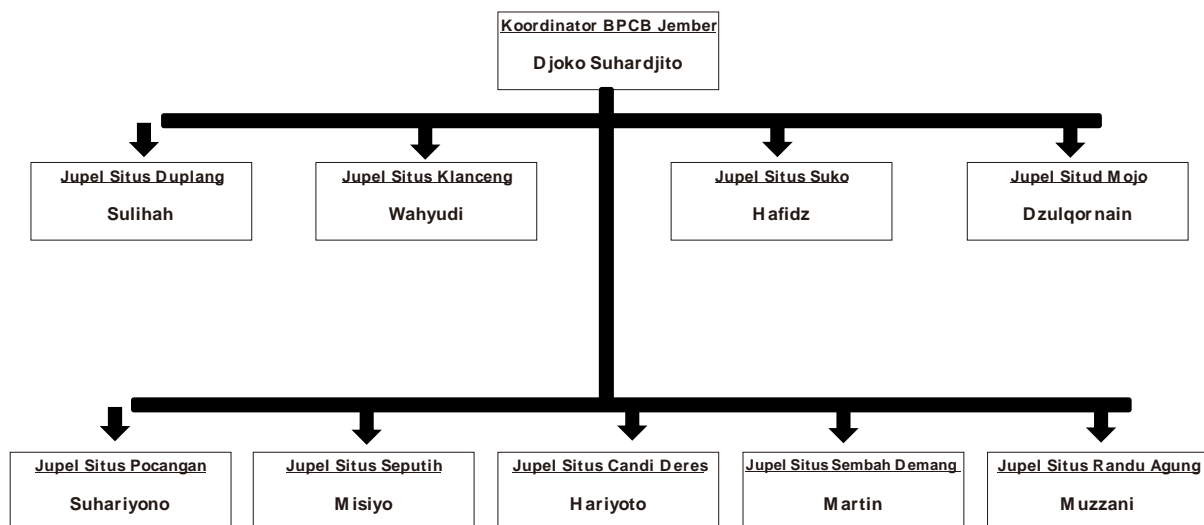 Koordinator BPCB Jember
Djoko Suhardjito
Jupel Situs Duplang
Sulihah
Jupel Situs Klanceng
Wahyudi
Jupel Situs Suko
Hafidz
Jupel Situd Mojo
Dzulqornain
Jupel Situs Pocangan
Suhariyono
Jupel Situs Seputih
Misiyo
Jupel Situs Candi Deres
Hariyoto
Jupel Situs Sembah Demang
Martin
Jupel Situs Randu Agung
Muzzani